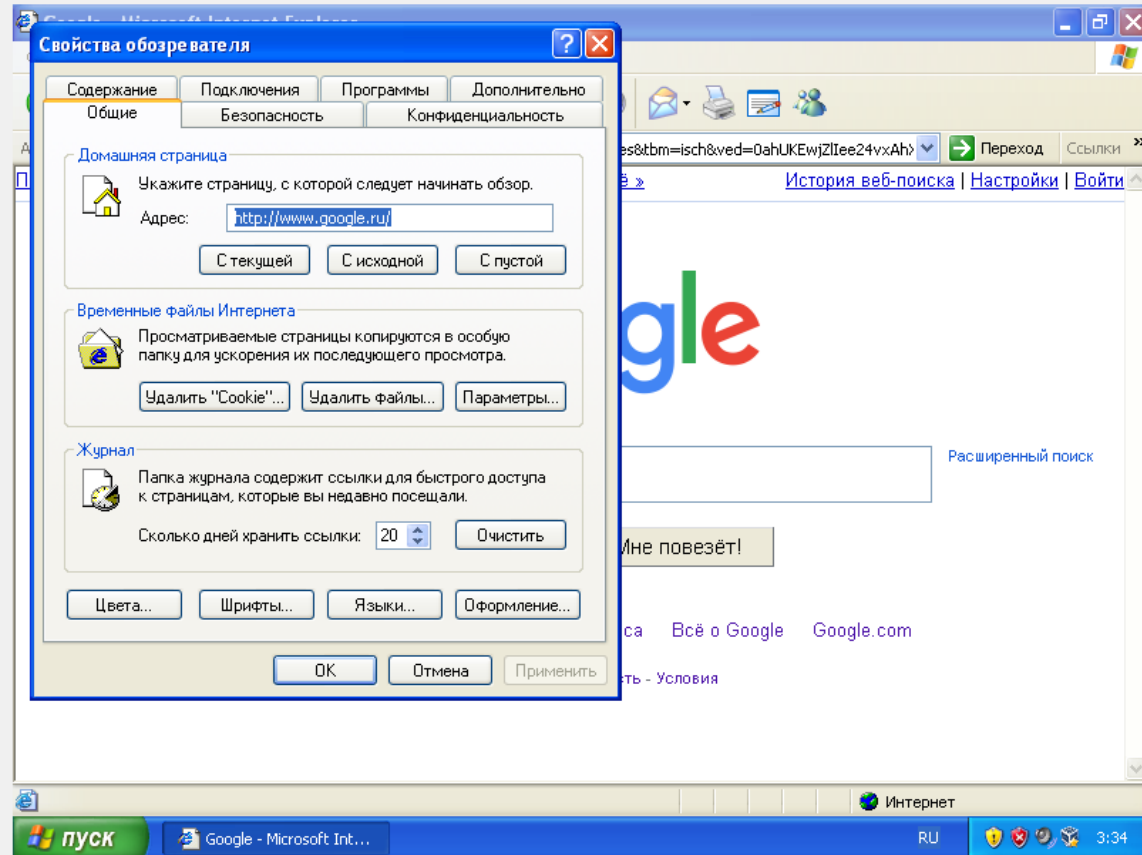 Google - Microsoft Internet Explorer
Свойства обозревателя
Содержание Подключения Программы Дополнительно
Общие Безопасность Конфиденциальность
Домашняя страница
Укажите страницу, с которой следует начинать обзор.
Адрес: http://www.google.ru/
С текущей С исходной С пустой
Временные файлы Интернета
Просматриваемые страницы копируются в особую
папку для ускорения их последующего просмотра.
Удалить "Cookie"... Удалить файлы... Параметры...
Журнал
Папка журнала содержит ссылки для быстрого доступа
к страницам, которые вы недавно посещали.
Сколько дней хранить ссылки: 20 Очистить
Цвета... Шрифты... Языки... Оформление...
OK Отмена Применить
Переход Ссылки »
История веб-поиска | Настройки | Войти
gle
Расширенный поиск
Мне повезёт!
Всё о Google Google.com
- Условия
Интернет
пуск Google - Microsoft Int... RU 3:34